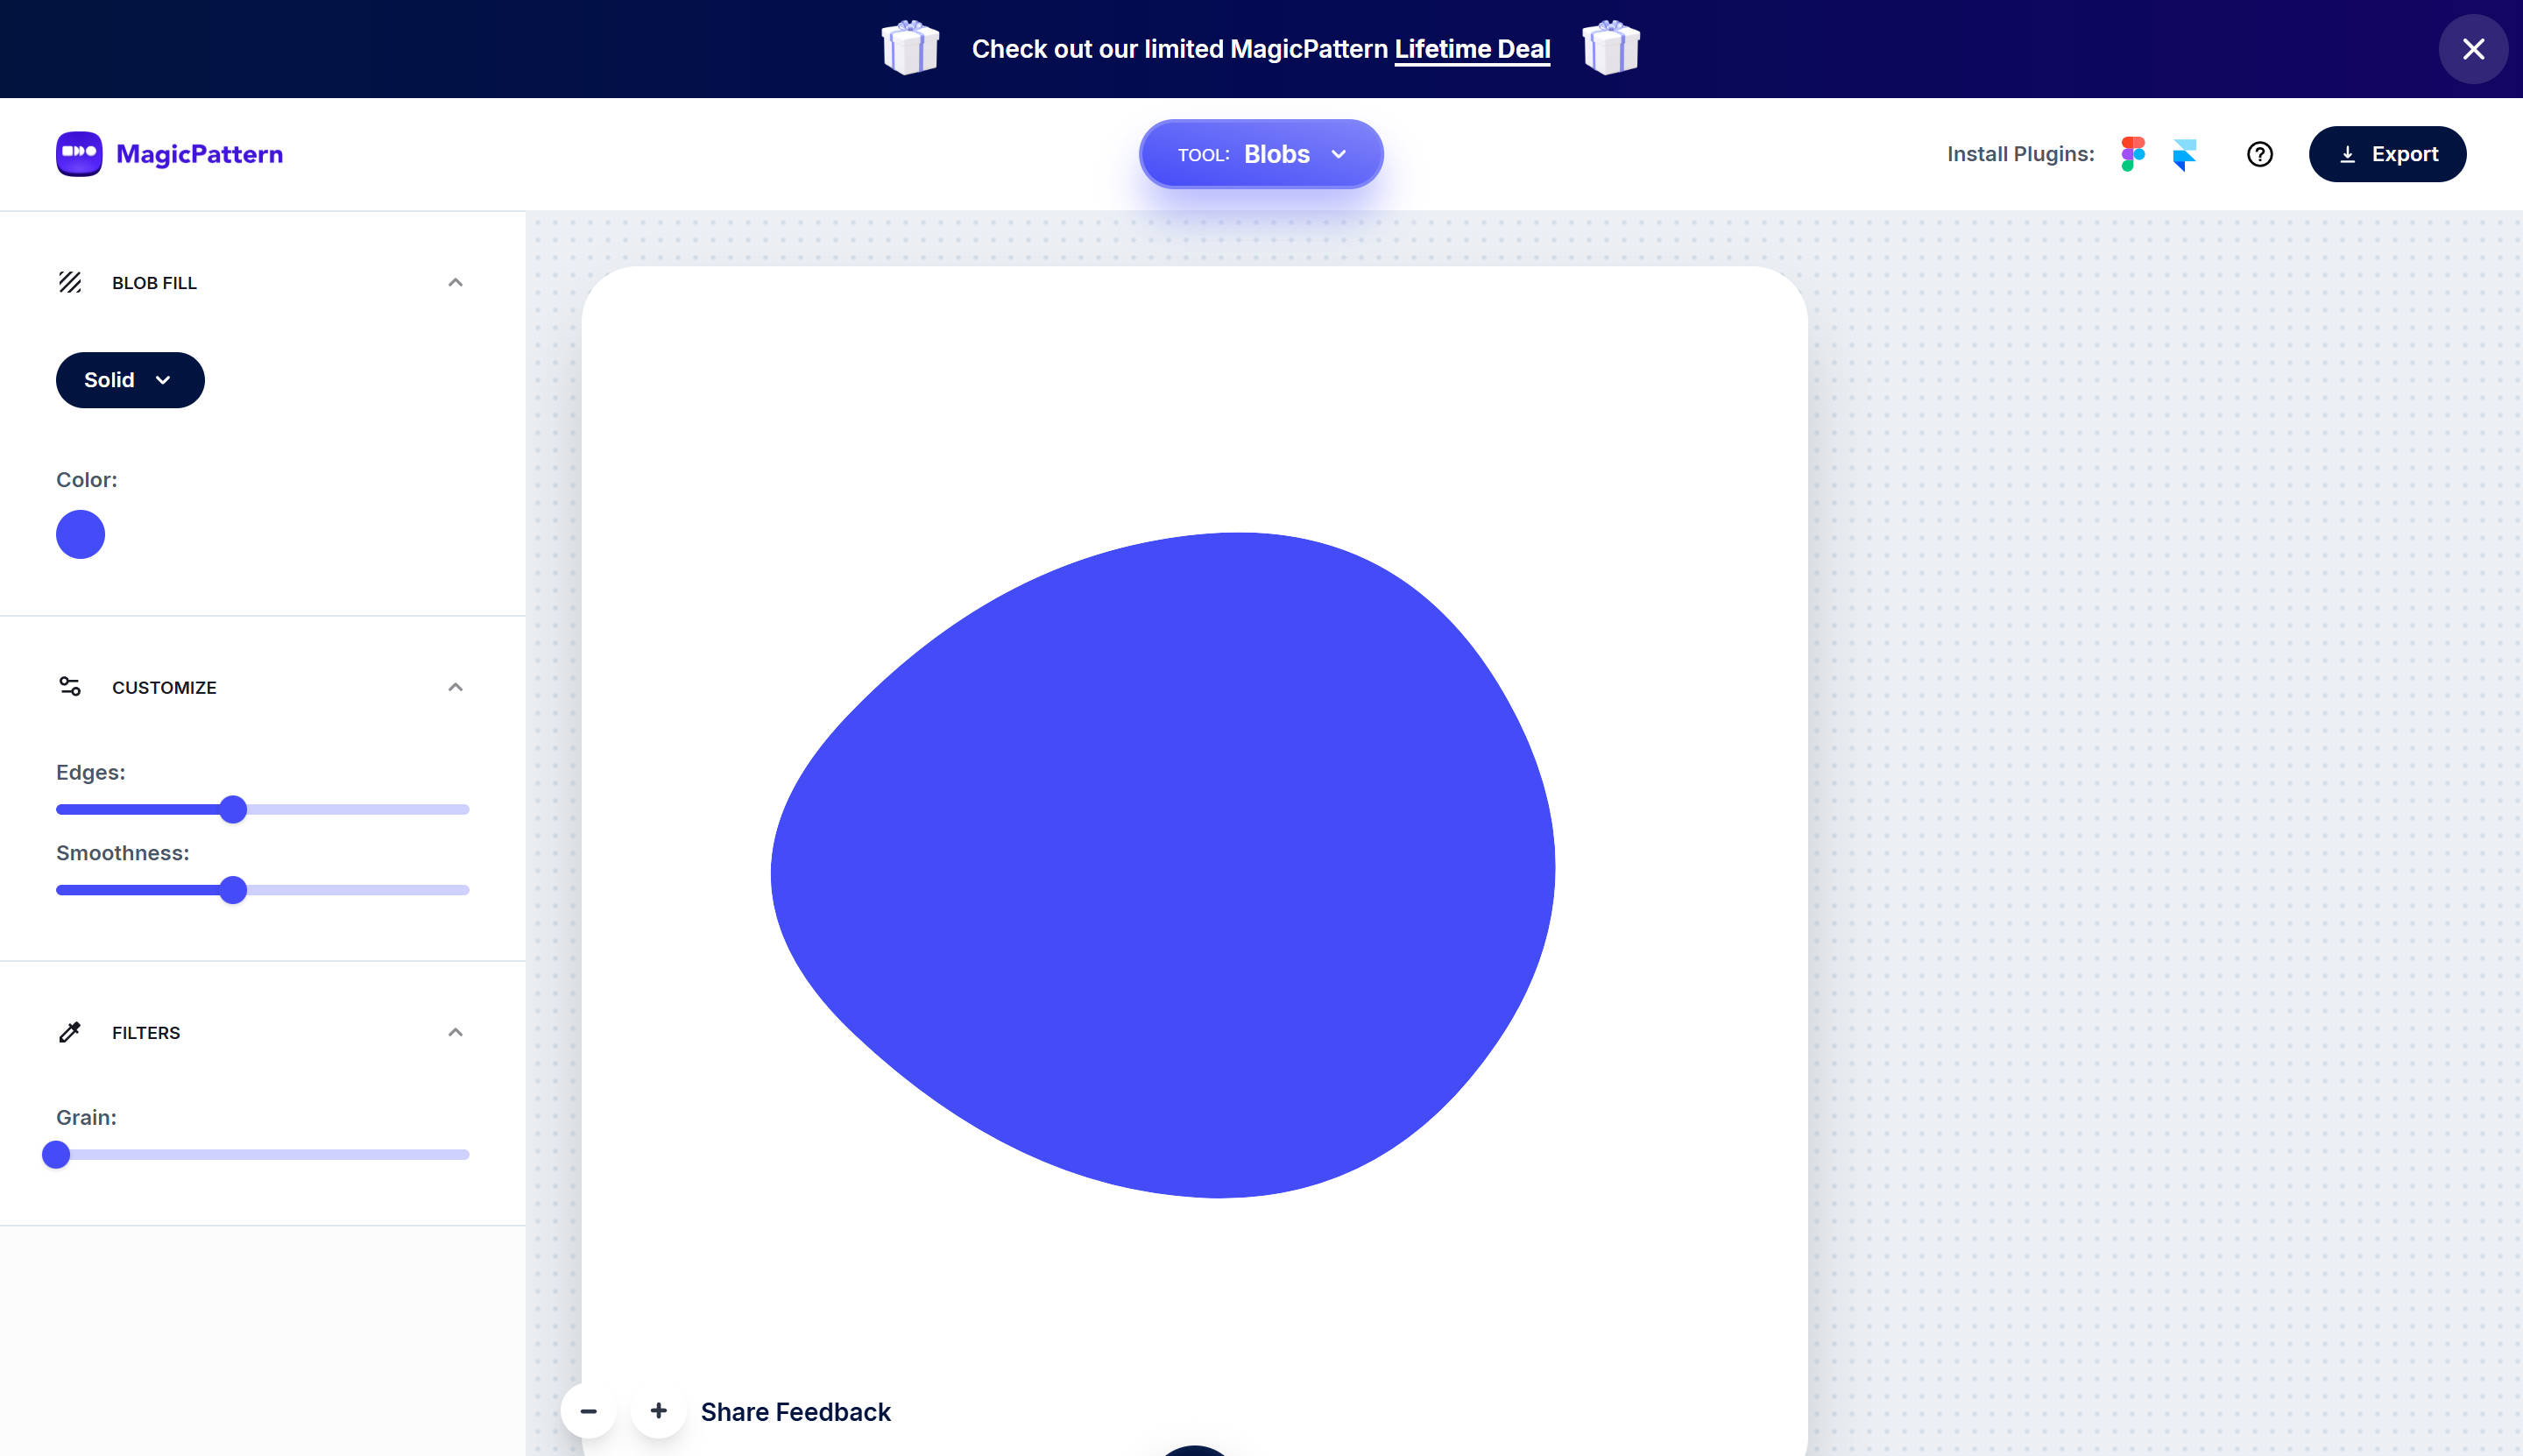 Check out our limited MagicPattern Lifetime Deal
MagicPattern
TOOL: Blobs
Install Plugins:
Export
BLOB FILL
Solid
Color:
CUSTOMIZE
Edges:
Smoothness:
FILTERS
Grain:
Share Feedback